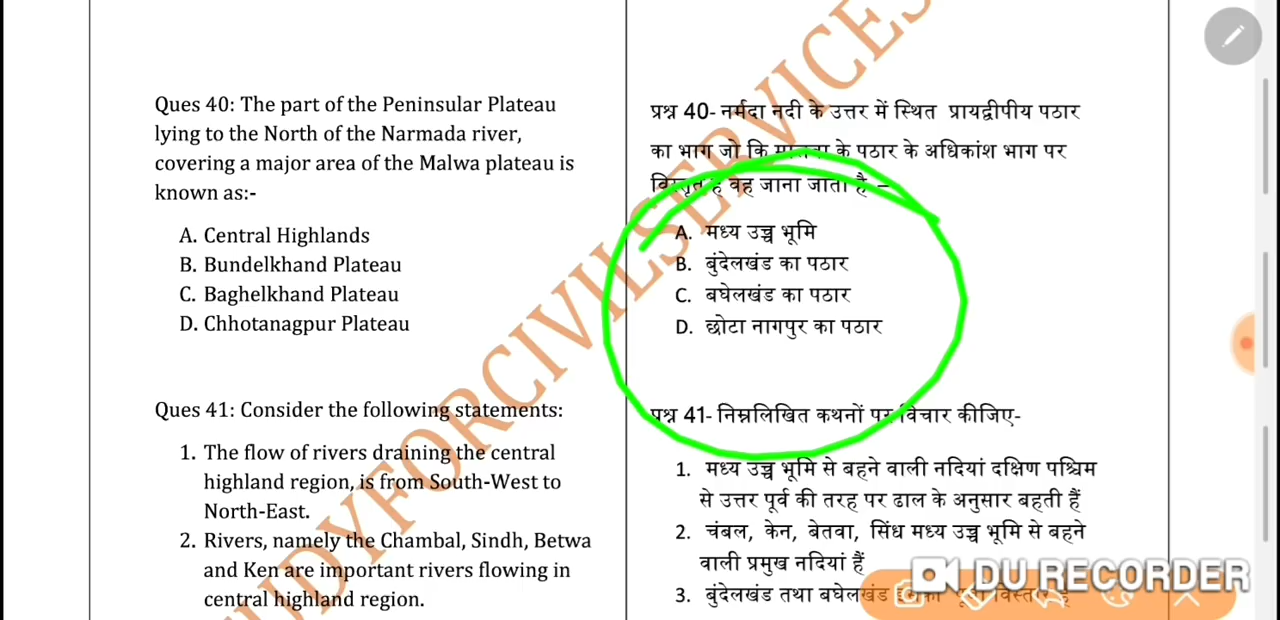 Ques 40: The part of the Peninsular Plateau
lying to the North of the Narmada river,
covering a major area of the Malwa plateau is
known as:-
A. Central Highlands
B. Bundelkhand Plateau
C. Baghelkhand Plateau
D. Chhotanagpur Plateau
Ques 41: Consider the following statements:
1. The flow of rivers draining the central
highland region, is from South-West to
North-East.
2. Rivers, namely the Chambal, Sindh, Betwa
and Ken are important rivers flowing in
central highland region.
प्रश्न 40- नर्मदा नदी के उत्तर में स्थित प्रायद्वीपीय पठार
का भाग जो कि मालवा के पठार के अधिकांश भाग पर
विस्तृत है वह जाना जाता है –
A. मध्य उच्च भूमि
B. बुंदेलखंड का पठार
C. बघेलखंड का पठार
D. छोटा नागपुर का पठार
प्रश्न 41- निम्नलिखित कथनों पर विचार कीजिए-
1. मध्य उच्च भूमि से बहने वाली नदियां दक्षिण पश्चिम
से उत्तर पूर्व की तरह पर ढाल के अनुसार बहती हैं
2. चंबल, केन, बेतवा, सिंध मध्य उच्च भूमि से बहने
वाली प्रमुख नदियां हैं
3. बुंदेलखंड तथा बघेलखंड
UDYFORCIVILSERVICES
DU RECORDER